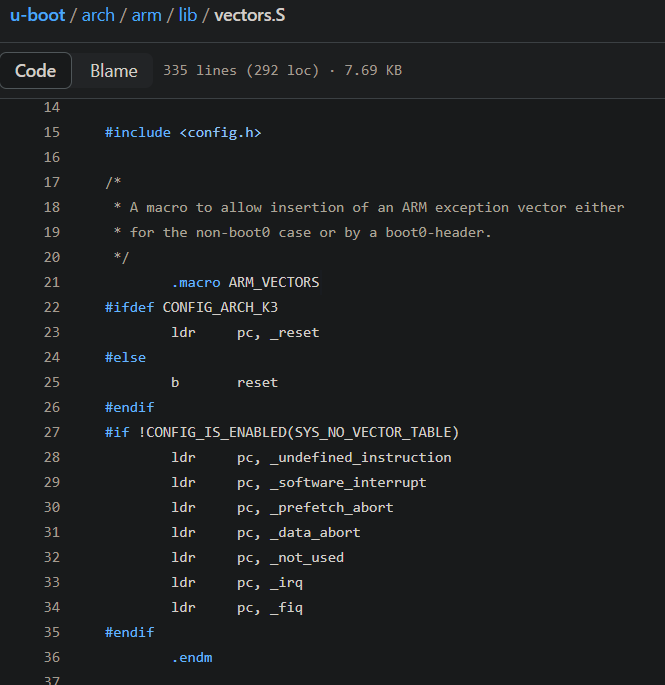 u-boot / arch / arm / lib / vectors.S
Code Blame 335 lines (292 loc) · 7.69 KB
14
15 #include <config.h>
16
17 /*
18  * A macro to allow insertion of an ARM exception vector either
19  * for the non-boot0 case or by a boot0-header.
20  */
21         .macro ARM_VECTORS
22 #ifdef CONFIG_ARCH_K3
23         ldr     pc, _reset
24 #else
25         b       reset
26 #endif
27 #if !CONFIG_IS_ENABLED(SYS_NO_VECTOR_TABLE)
28         ldr     pc, _undefined_instruction
29         ldr     pc, _software_interrupt
30         ldr     pc, _prefetch_abort
31         ldr     pc, _data_abort
32         ldr     pc, _not_used
33         ldr     pc, _irq
34         ldr     pc, _fiq
35 #endif
36         .endm
37